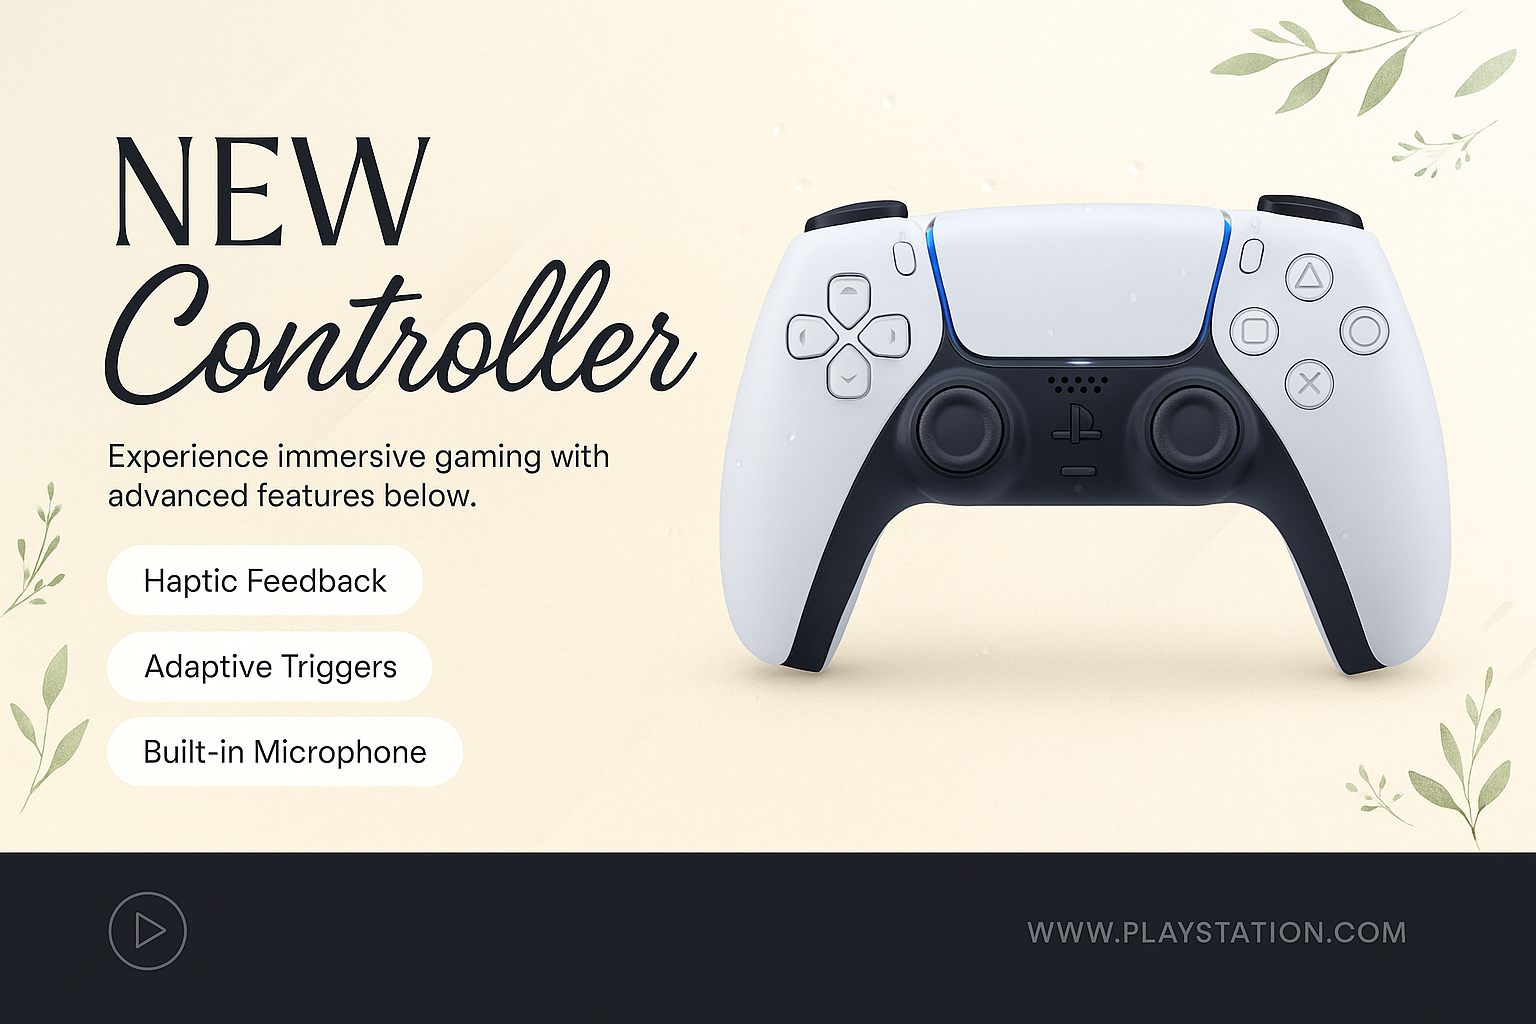 NEW
Controller
Experience immersive gaming with
advanced features below.
Haptic Feedback
Adaptive Triggers
Built-in Microphone
WWW.PLAYSTATION.COM